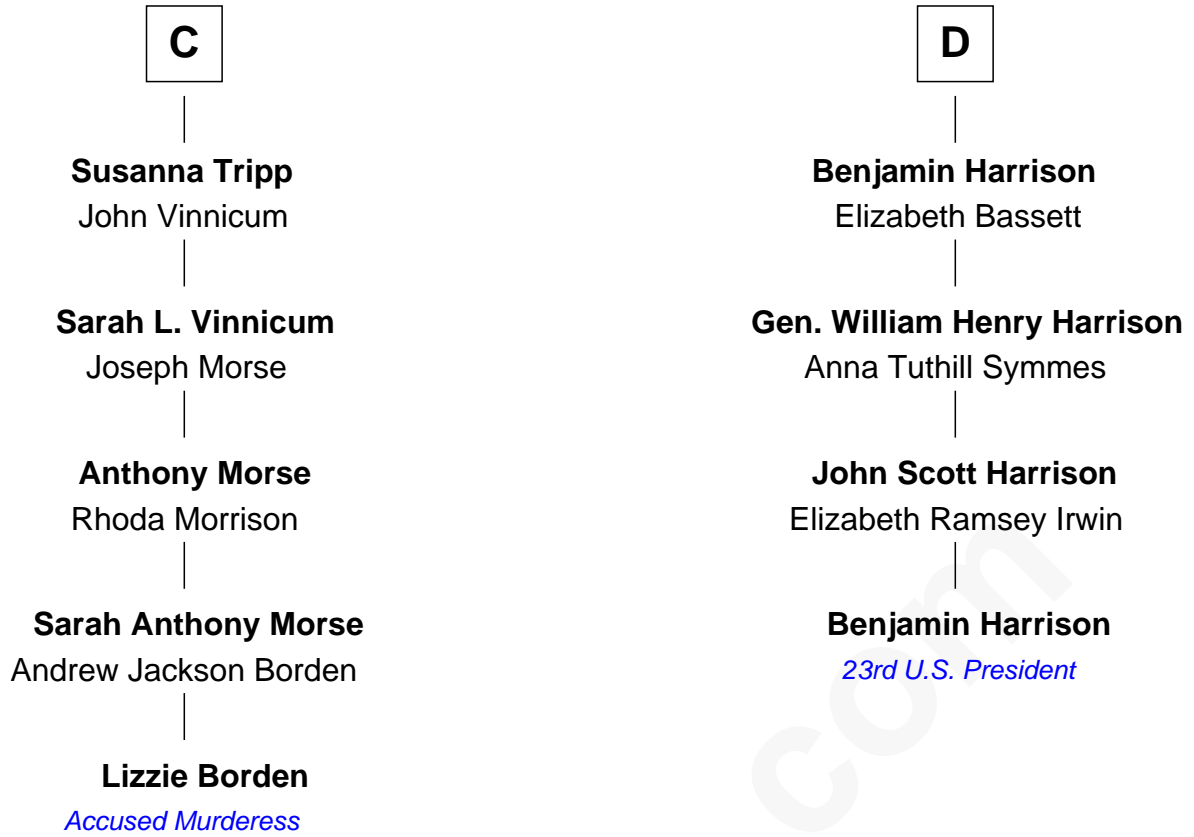 C
Susanna Tripp
John Vinnicum
Sarah L. Vinnicum
Joseph Morse
Anthony Morse
Rhoda Morrison
Sarah Anthony Morse
Andrew Jackson Borden
Lizzie Borden
Accused Murderess
D
Benjamin Harrison
Elizabeth Bassett
Gen. William Henry Harrison
Anna Tuthill Symmes
John Scott Harrison
Elizabeth Ramsey Irwin
Benjamin Harrison
23rd U.S. President
com